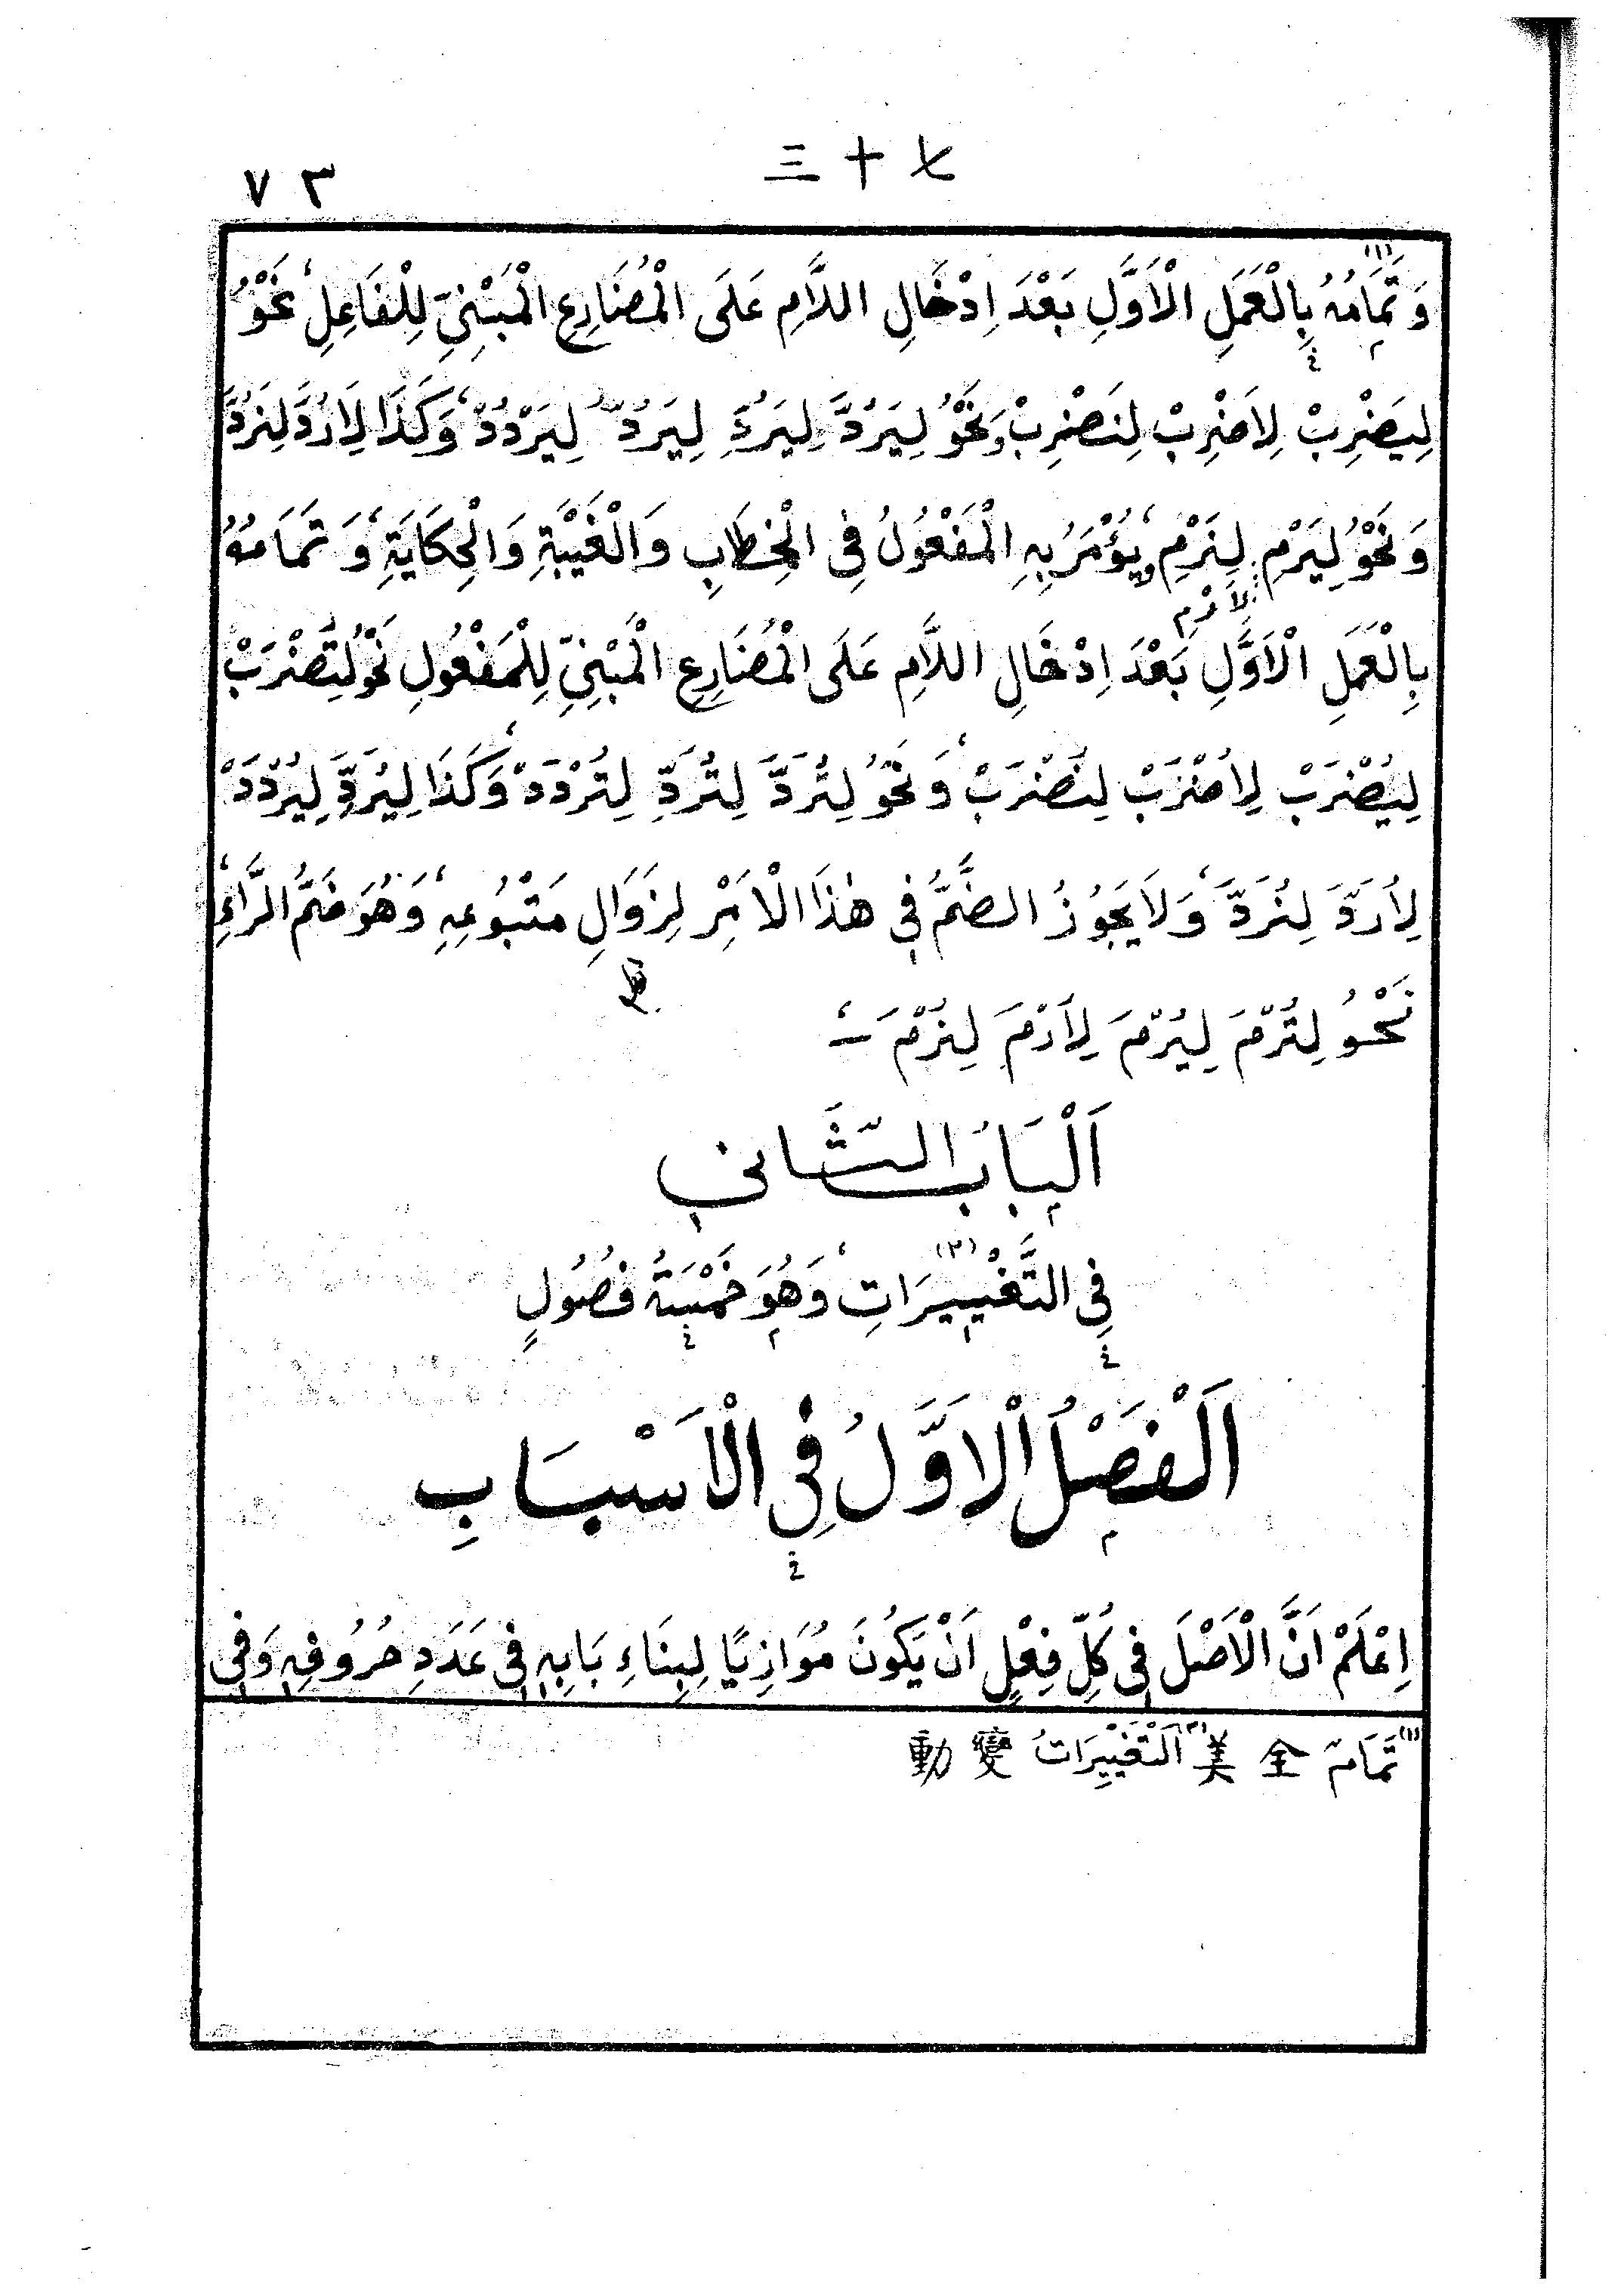 三十七
٧٣
وَتَمَامُهُ (١) بِالْعَمَلِ الْاَوَّلِ بَعْدَ اِدْخَالِ اللَّامِ عَلَى الْمُضَارِعِ الْمَبْنِيِّ لِلْفَاعِلِ، نَحْوُ
لِيَضْرِبْ لِاَضْرِبْ لِنَضْرِبْ، وَنَحْوُ لِيَرُدَّ لِيَرُدِّ لِيَرُدُّ لِيَرْدُدْ، وَكَذَا لِاَرُدَّ لِنَرُدَّ
وَنَحْوُ لِيَرْمِ لِنَرْمِ، وَيُؤْمَرُ بِهِ الْمَفْعُولُ فِى الْخِطَابِ وَالْغَيْبَةِ وَالْحِكَايَةِ، وَتَمَامُهُ
لِاَرْمِ
بِالْعَمَلِ الْاَوَّلِ بَعْدَ اِدْخَالِ اللَّامِ عَلَى الْمُضَارِعِ الْمَبْنِيِّ لِلْمَفْعُولِ نَحْوُ لِتُضْرَبْ
لِيُضْرَبْ لِاُضْرَبْ لِنُضْرَبْ، وَنَحْوُ لِتُرَدَّ لِتُرَدِّ لِتُرْدَدْ، وَكَذَا لِيُرَدَّ لِيُرْدَدْ
لِاُرَدَّ لِنُرَدَّ، وَلَا يَجُوزُ الضَّمُّ فِى هٰذَا الْاَمْرِ لِزَوَالِ مَتْبُوعِهِ، وَهُوَ ضَمُّ الرَّاءِ،
نَحْوُ لِتُرْمَ لِيُرْمَ لِاُرْمَ لِنُرْمَ ـ
اَلْبَابُ الثَّانِى
فِى التَّغْيِيرَاتِ (٢)، وَهُوَ خَمْسَةُ فُصُولٍ
اَلْفَصْلُ الْاَوَّلُ فِى الْاَسْبَابِ
اِعْلَمْ اَنَّ الْاَصْلَ فِى كُلِّ فِعْلٍ اَنْ يَكُونَ مُوَازِيًا لِبِنَاءِ بَابِهِ فِى عَدَدِ حُرُوفِهِ وَفِى
(١) تَمَام 全美 (٢) اَلتَّغْيِيرَاتُ 變動